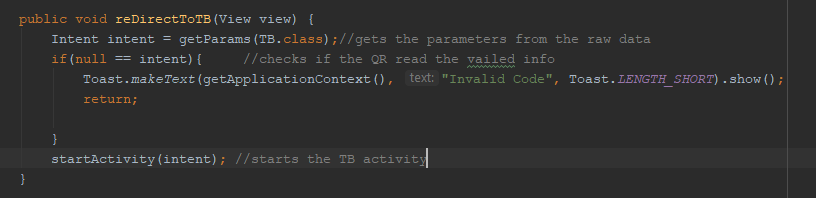 public void reDirectToTB(View view) {
Intent intent = getParams(TB.class);//gets the parameters from the raw data
if(null == intent){     //checks if the QR read the vailed info
Toast.makeText(getApplicationContext(), text: "Invalid Code", Toast.LENGTH_SHORT).show();
return;
}
startActivity(intent); //starts the TB activity
}